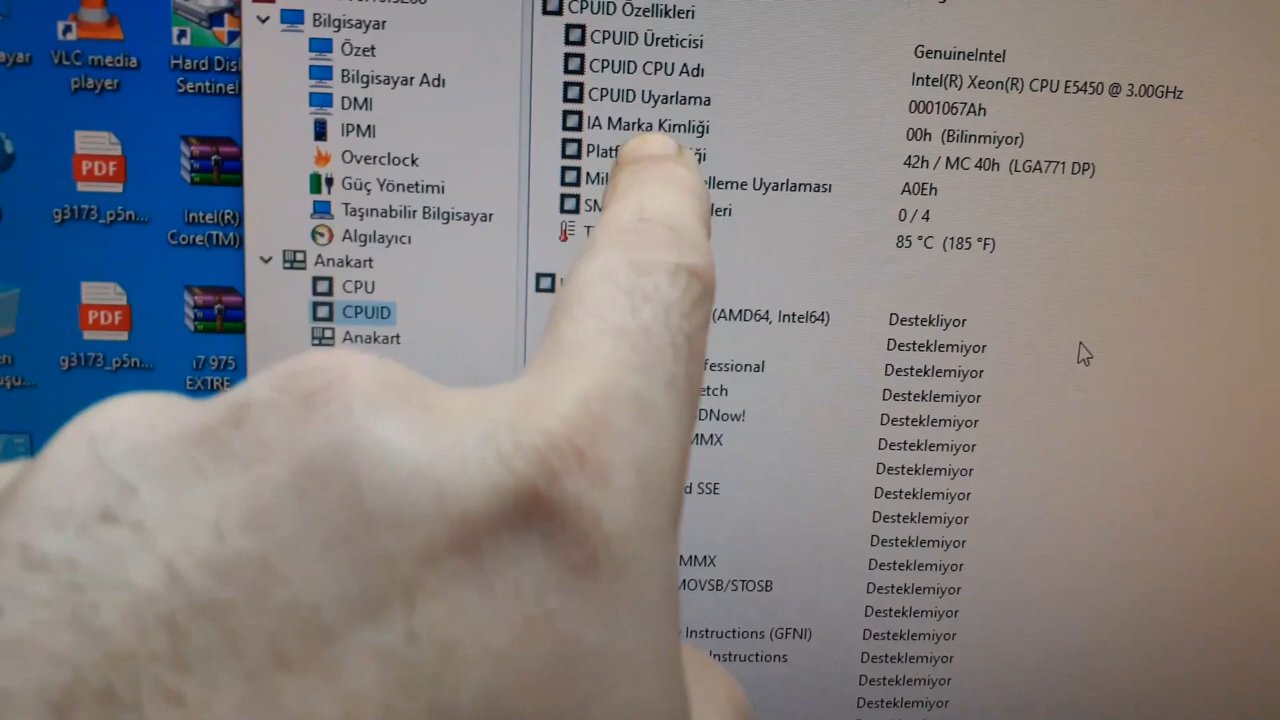 VLC media
player
Hard Disk
Sentinel
g3173_p5n...
Intel(R)
Core(TM)
g3173_p5n...
i7 975
EXTRE
Bilgisayar
Özet
Bilgisayar Adı
DMI
IPMI
Overclock
Güç Yönetimi
Taşınabilir Bilgisayar
Algılayıcı
Anakart
CPU
CPUID
Anakart
CPUID Özellikleri
CPUID Üreticisi GenuineIntel
CPUID CPU Adı Intel(R) Xeon(R) CPU E5450 @ 3.00GHz
CPUID Uyarlama 0001067Ah
IA Marka Kimliği 00h (Bilinmiyor)
42h / MC 40h (LGA771 DP)
lleme Uyarlaması A0Eh
leri 0 / 4
85 °C (185 °F)
(AMD64, Intel64) Destekliyor
Desteklemiyor
fessional Desteklemiyor
etch Desteklemiyor
DNow! Desteklemiyor
MMX Desteklemiyor
Desteklemiyor
d SSE Desteklemiyor
Desteklemiyor
Desteklemiyor
MMX Desteklemiyor
MOVSB/STOSB Desteklemiyor
Desteklemiyor
Instructions (GFNI) Desteklemiyor
Instructions Desteklemiyor
Desteklemiyor
Desteklemiyor